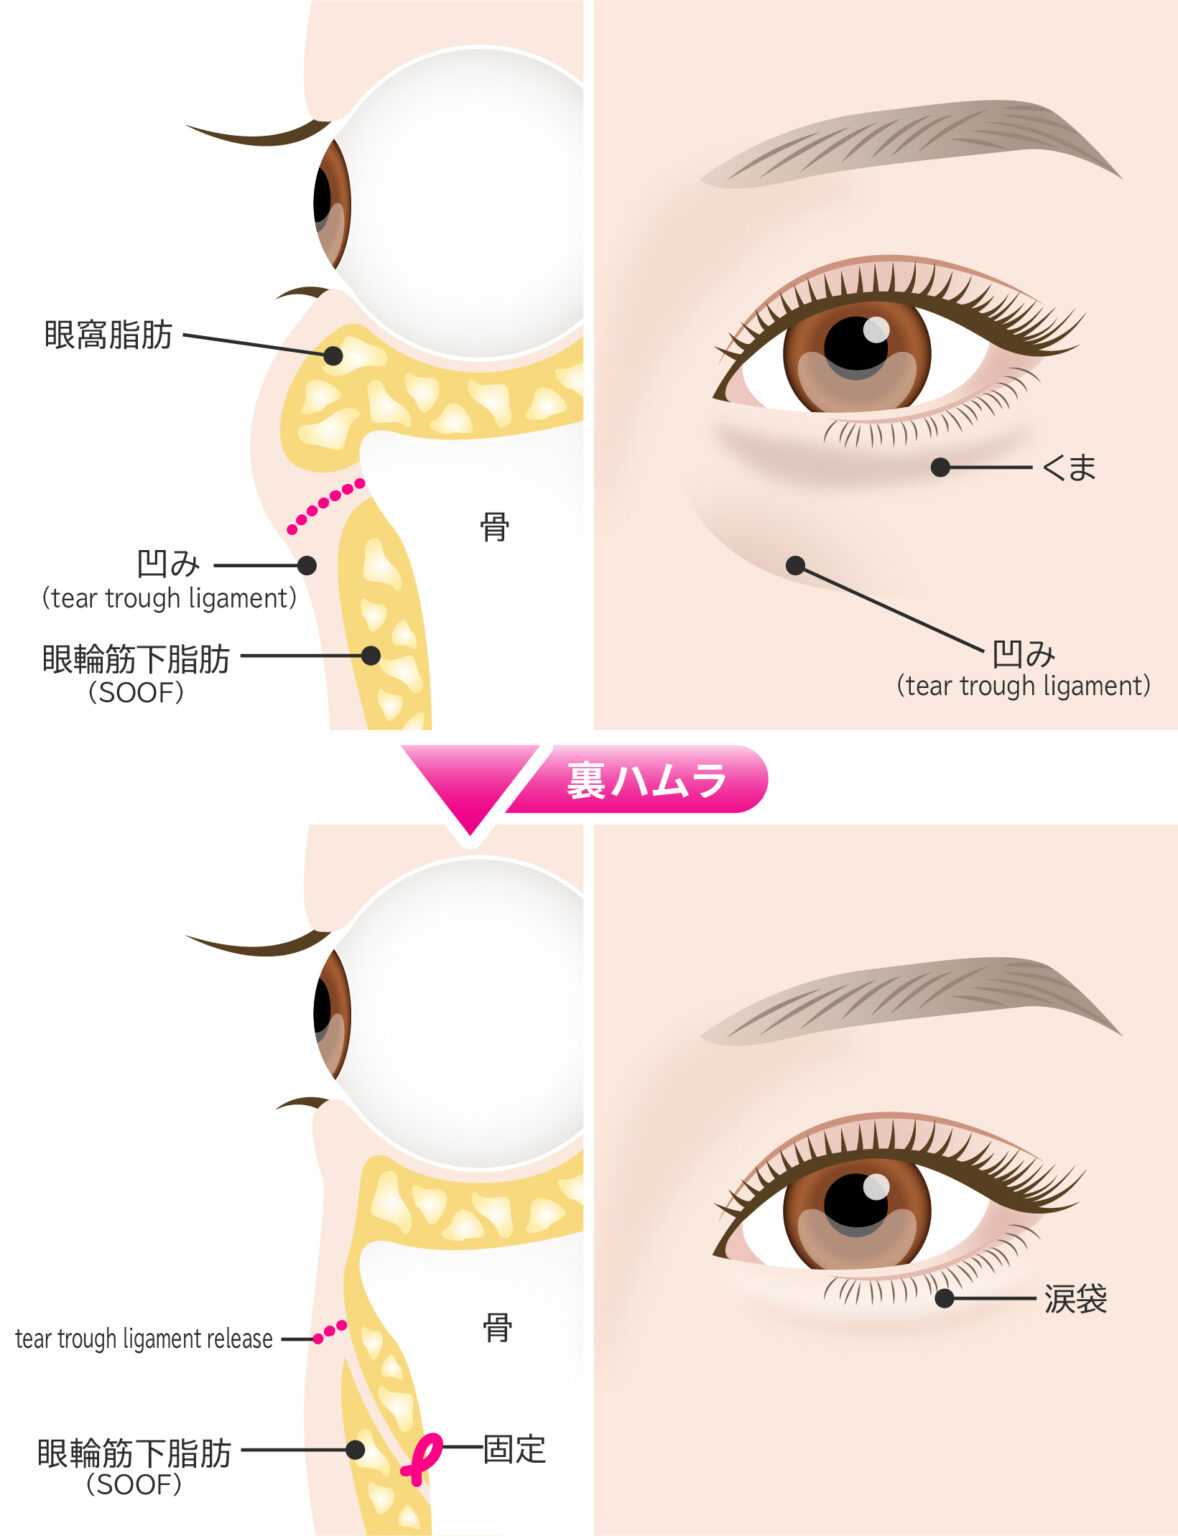 眼窩脂肪
くま
骨
凹み
(tear trough ligament)
眼輪筋下脂肪
(SOOF)
凹み
(tear trough ligament)
裏ハムラ
涙袋
骨
tear trough ligament release
眼輪筋下脂肪
(SOOF)
固定